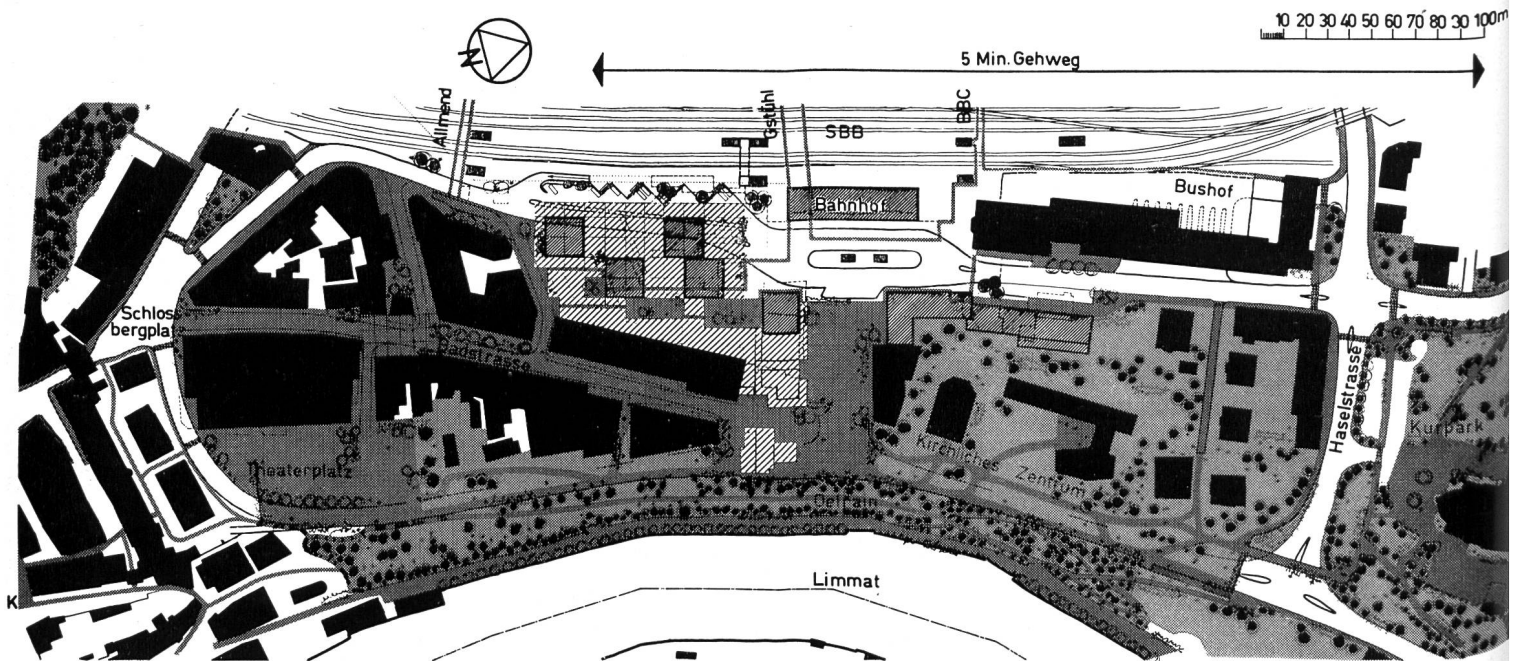 10 20 30 40 50 60 70 80 30 100m
N
5 Min. Gehweg
Allmend
Gstühl
BBC
SBB
Bahnhof
Bushof
Schloss
bergplatz
Badstrasse
Haselstrasse
Kurpark
Theaterplatz
Kirchliches
Zentrum
Oelrain
Limmat
K